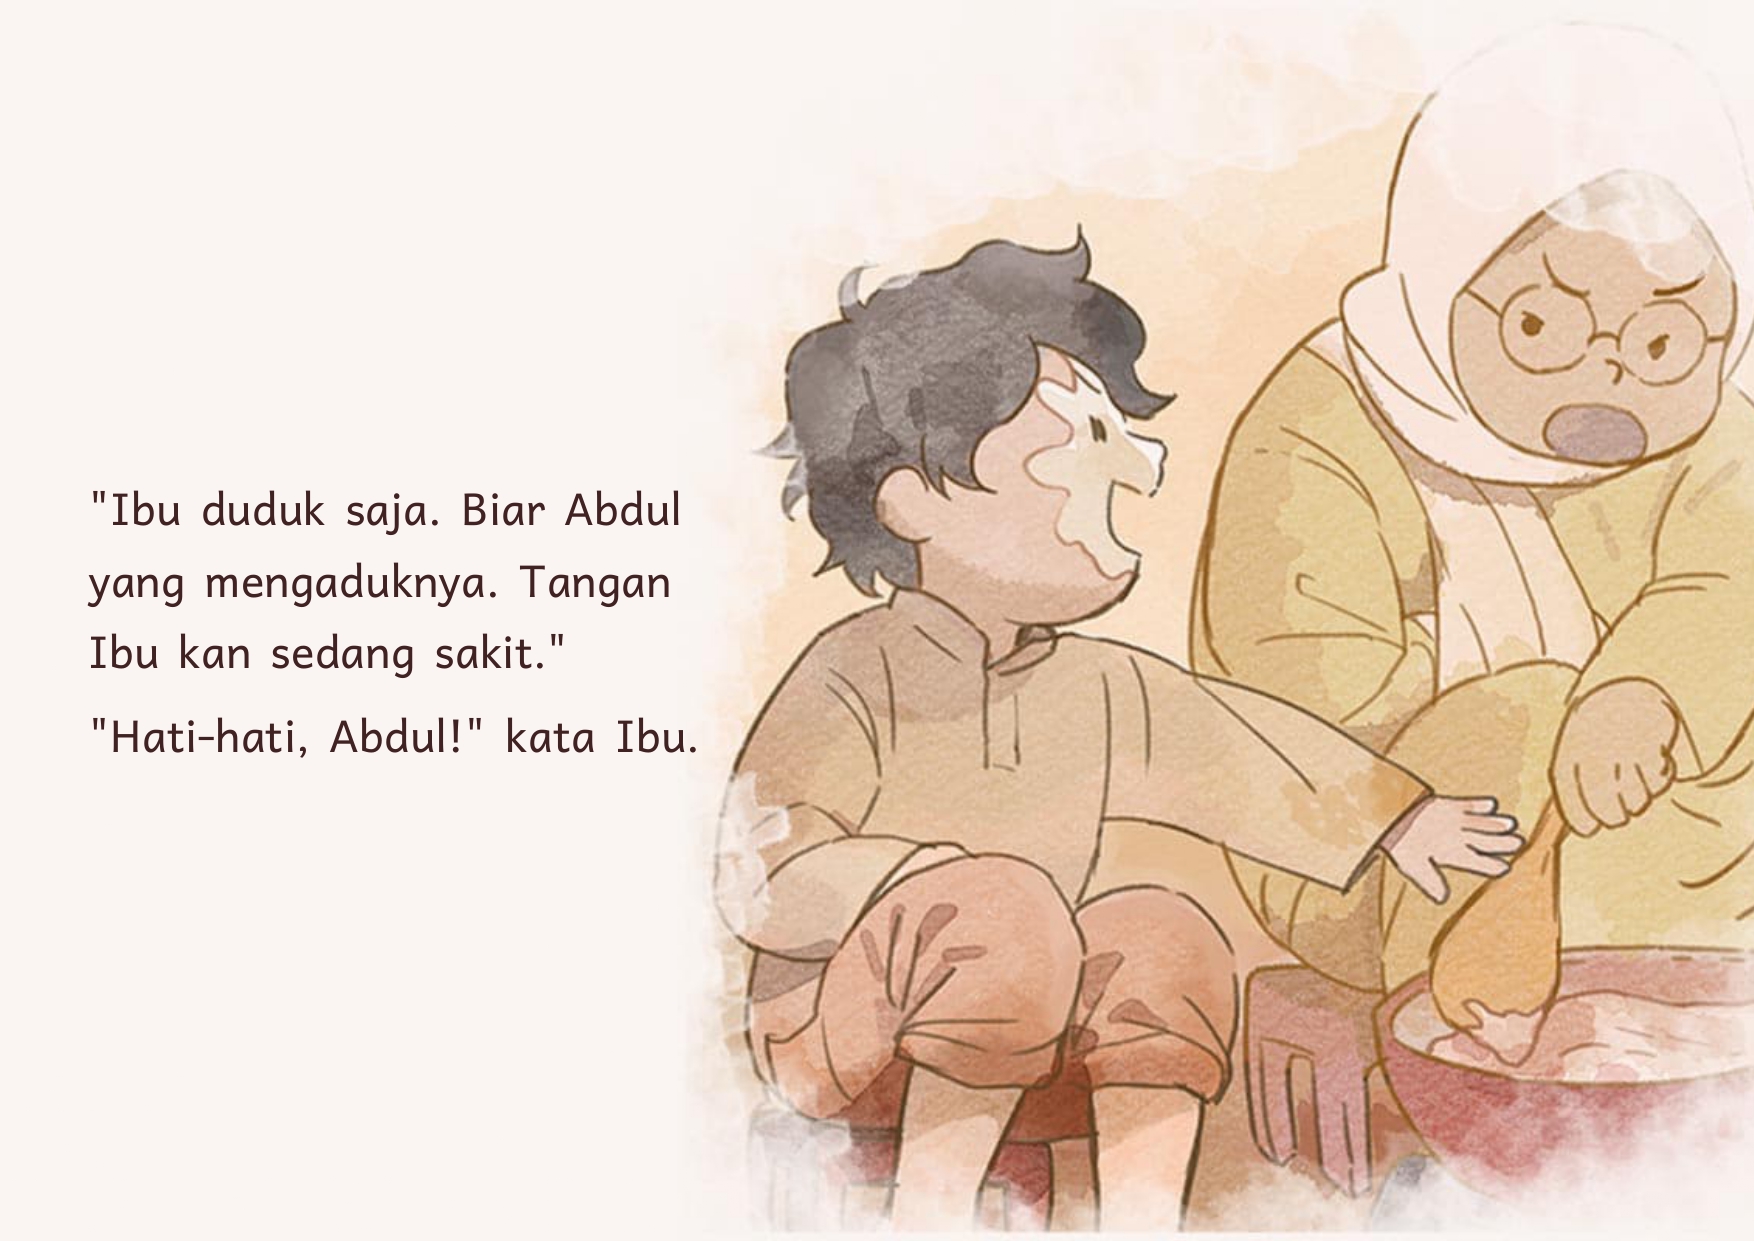 "Ibu duduk saja. Biar Abdul
yang mengaduknya. Tangan
Ibu kan sedang sakit."
"Hati-hati, Abdul!" kata Ibu.